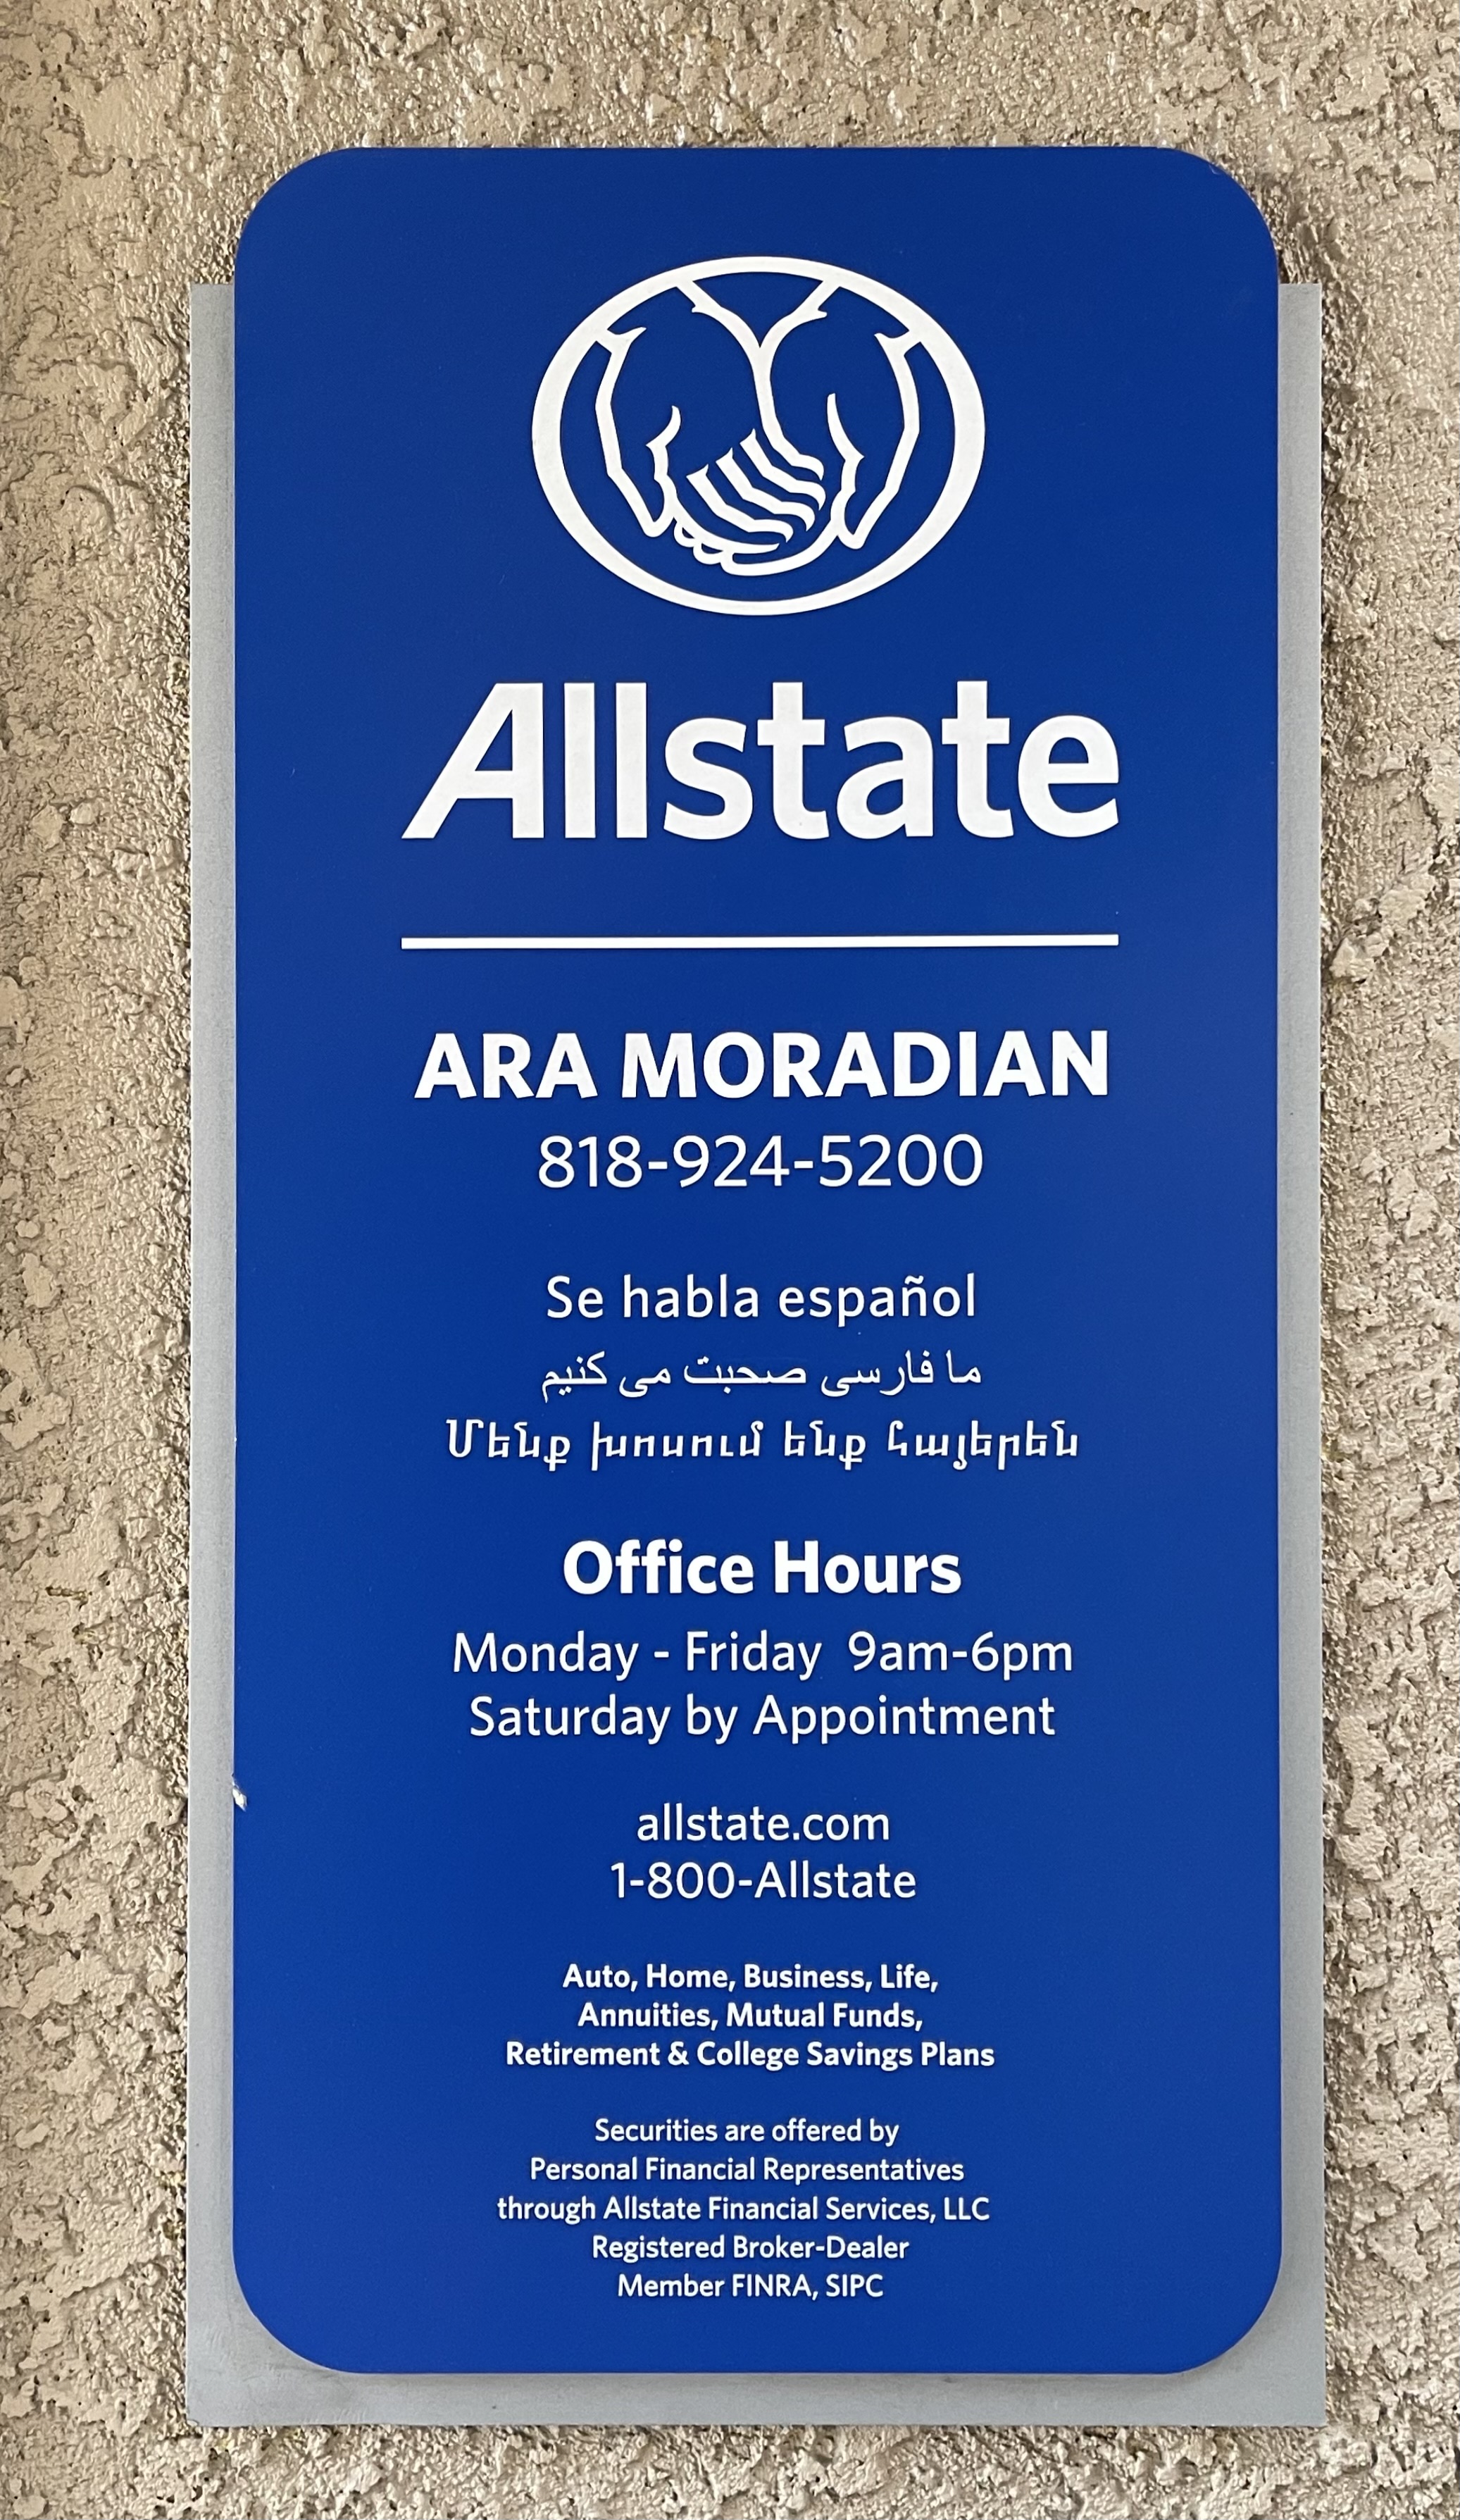 Allstate
ARA MORADIAN
818-924-5200
Se habla español
ما فارسی صحبت می کنیم
Մենք խոսում ենք հայերեն
Office Hours
Monday - Friday 9am-6pm
Saturday by Appointment
allstate.com
1-800-Allstate
Auto, Home, Business, Life,
Annuities, Mutual Funds,
Retirement & College Savings Plans
Securities are offered by
Personal Financial Representatives
through Allstate Financial Services, LLC
Registered Broker-Dealer
Member FINRA, SIPC